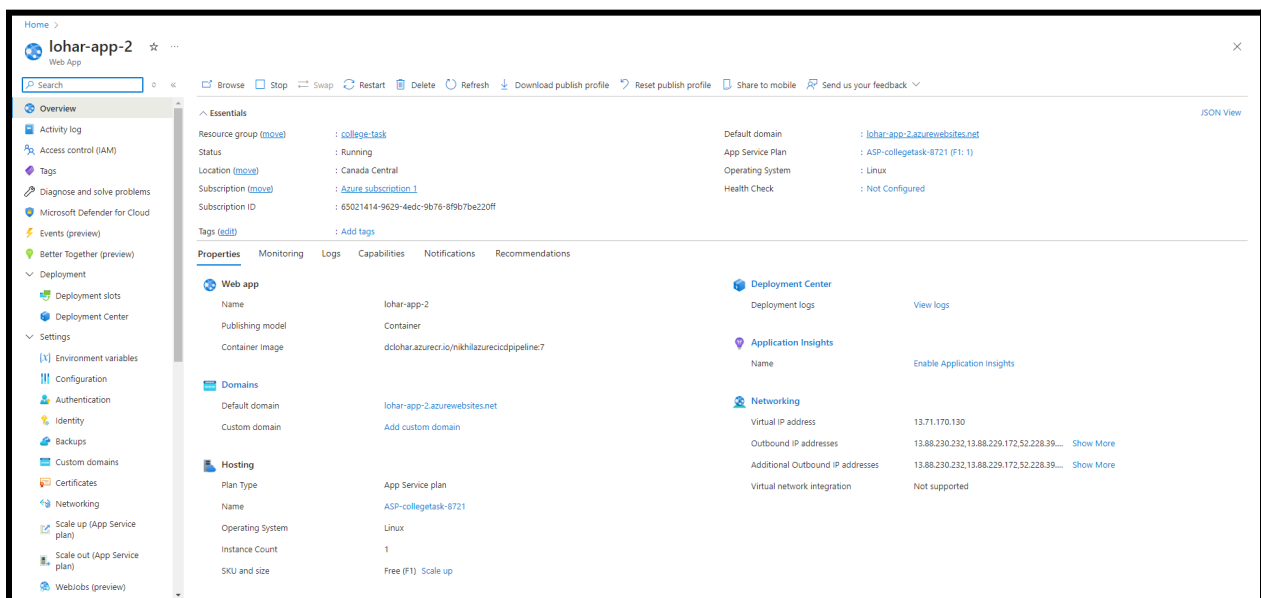 Home >
lohar-app-2 ☆ ...
Web App
Search
Browse Stop Swap Restart Delete Refresh Download publish profile Reset publish profile Share to mobile Send us your feedback
Overview
Activity log
Access control (IAM)
Tags
Diagnose and solve problems
Microsoft Defender for Cloud
Events (preview)
Better Together (preview)
Deployment
Deployment slots
Deployment Center
Settings
Environment variables
Configuration
Authentication
Identity
Backups
Custom domains
Certificates
Networking
Scale up (App Service
plan)
Scale out (App Service
plan)
WebJobs (preview)
Essentials
JSON View
Resource group (move) : college-task
Status : Running
Location (move) : Canada Central
Subscription (move) : Azure subscription 1
Subscription ID : 65021414-9629-4edc-9b76-8f9b7be220ff
Tags (edit) : Add tags
Default domain : lohar-app-2.azurewebsites.net
App Service Plan : ASP-collegetask-8721 (F1: 1)
Operating System : Linux
Health Check : Not Configured
Properties Monitoring Logs Capabilities Notifications Recommendations
Web app
Name lohar-app-2
Publishing model Container
Container Image dclohar.azurecr.io/nikhilazurecicdpipeline:7
Domains
Default domain lohar-app-2.azurewebsites.net
Custom domain Add custom domain
Hosting
Plan Type App Service plan
Name ASP-collegetask-8721
Operating System Linux
Instance Count 1
SKU and size Free (F1) Scale up
Deployment Center
Deployment logs View logs
Application Insights
Name Enable Application Insights
Networking
Virtual IP address 13.71.170.130
Outbound IP addresses 13.88.230.232,13.88.229.172,52.228.39.... Show More
Additional Outbound IP addresses 13.88.230.232,13.88.229.172,52.228.39.... Show More
Virtual network integration Not supported